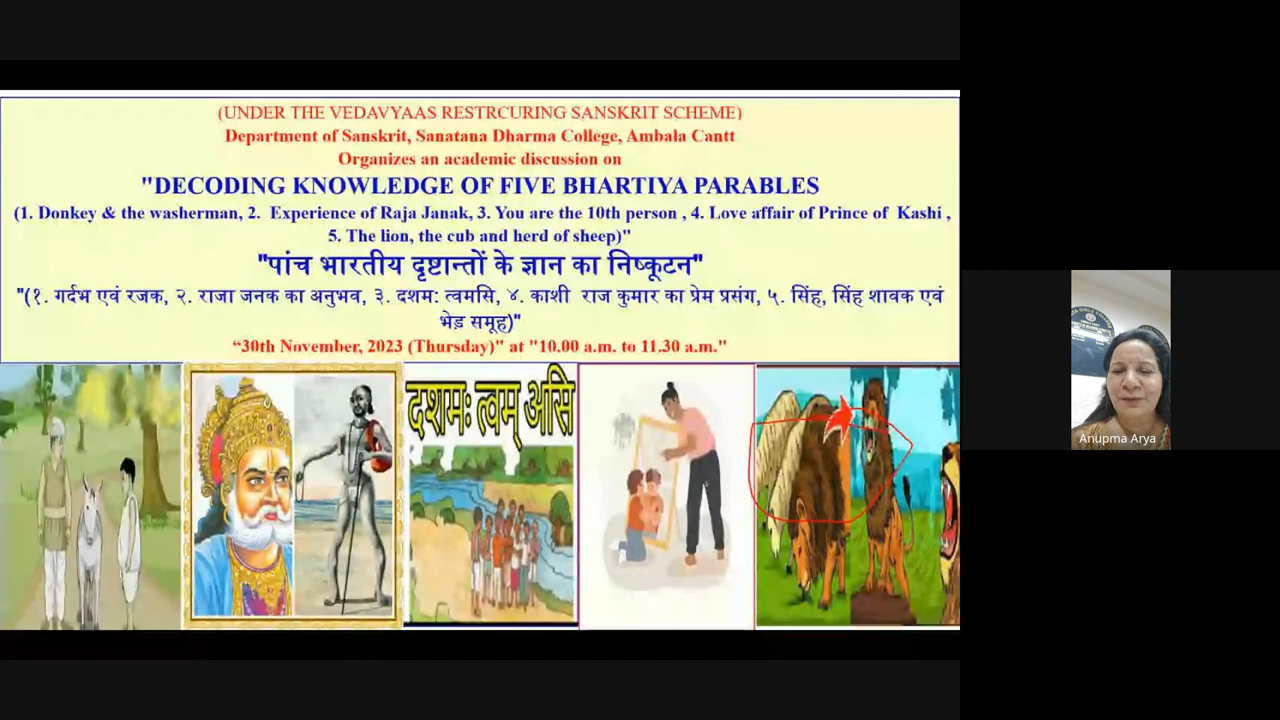 (UNDER THE VEDAVYAAS RESTRCURING SANSKRIT SCHEME)
Department of Sanskrit, Sanatana Dharma College, Ambala Cantt
Organizes an academic discussion on
"DECODING KNOWLEDGE OF FIVE BHARTIYA PARABLES
(1. Donkey & the washerman, 2. Experience of Raja Janak, 3. You are the 10th person , 4. Love affair of Prince of Kashi ,
5. The lion, the cub and herd of sheep)"
"पांच भारतीय दृष्टान्तों के ज्ञान का निष्कूटन"
"(१. गर्दभ एवं रजक, २. राजा जनक का अनुभव, ३. दशम: त्वमसि, ४. काशी राज कुमार का प्रेम प्रसंग, ५. सिंह, सिंह शावक एवं
भेड़ समूह)"
“30th November, 2023 (Thursday)" at "10.00 a.m. to 11.30 a.m."
दशमः त्वम् असि
Anupma Arya